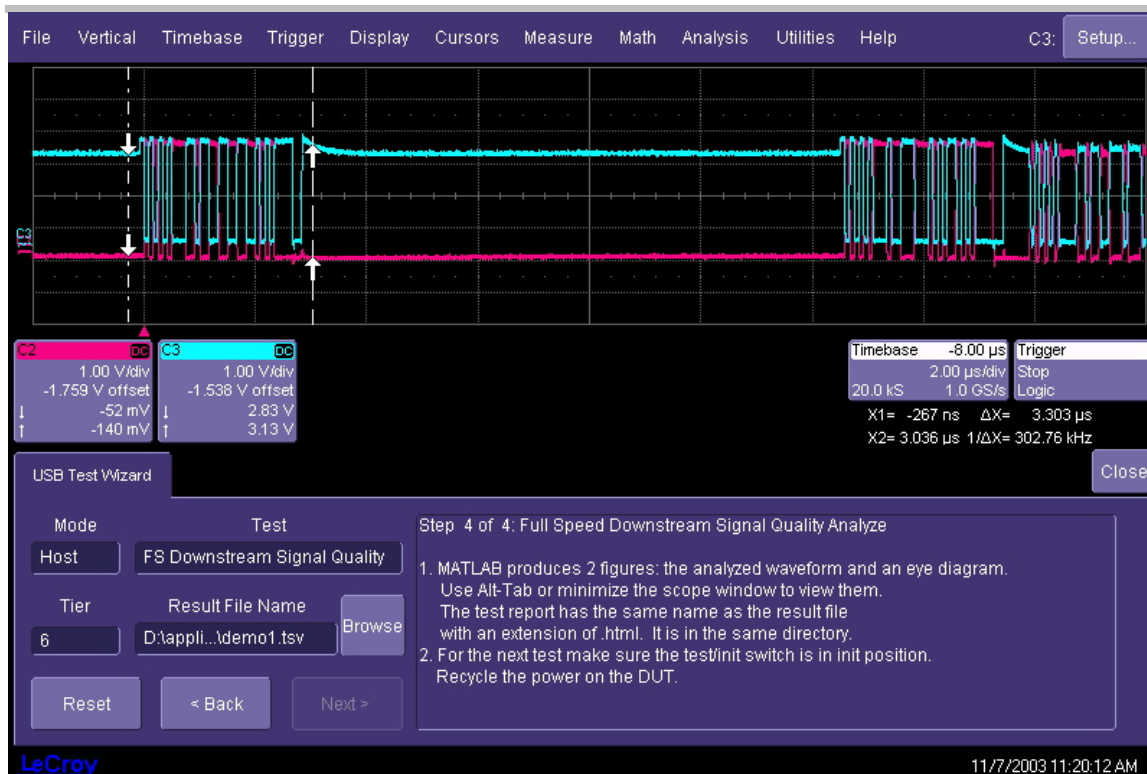 File Vertical Timebase Trigger Display Cursors Measure Math Analysis Utilities Help C3: Setup...
C3
C2 DC
1.00 V/div
-1.759 V offset
↓ -52 mV
↑ -140 mV
C3 DC
1.00 V/div
-1.538 V offset
↓ 2.83 V
↑ 3.13 V
Timebase -8.00 µs
2.00 µs/div
20.0 kS 1.0 GS/s
Trigger
Stop
Logic
X1= -267 ns ΔX= 3.303 µs
X2= 3.036 µs 1/ΔX= 302.76 kHz
USB Test Wizard
Close
Mode Test
Host FS Downstream Signal Quality
Tier Result File Name
6 D:\appli...\demo1.tsv Browse
Reset < Back Next >
Step 4 of 4: Full Speed Downstream Signal Quality Analyze
1. MATLAB produces 2 figures: the analyzed waveform and an eye diagram.
Use Alt-Tab or minimize the scope window to view them.
The test report has the same name as the result file
with an extension of .html. It is in the same directory.
2. For the next test make sure the test/init switch is in init position.
Recycle the power on the DUT.
LeCroy
11/7/2003 11:20:12 AM